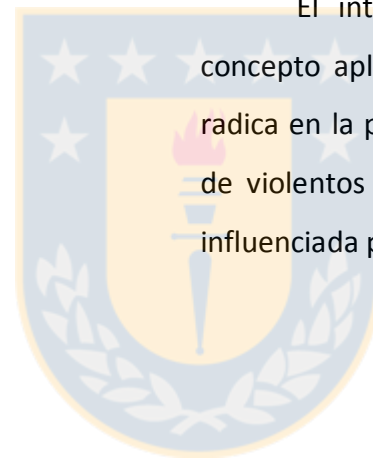 El int
concepto apl
radica en la p
de violentos
influenciada p